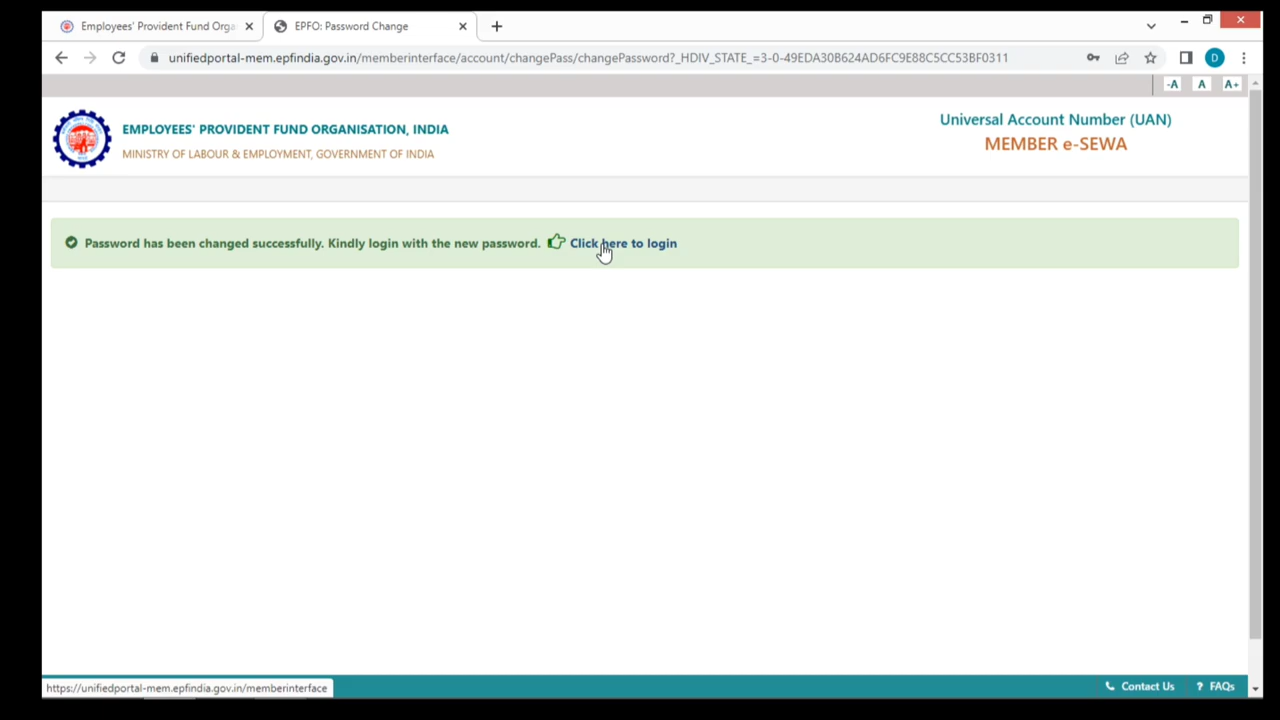 Employees' Provident Fund Orga
EPFO: Password Change
unifiedportal-mem.epfindia.gov.in/memberinterface/account/changePass/changePassword?_HDIV_STATE_=3-0-49EDA30B624AD6FC9E88C5CC53BF0311
D
-A A A+
EMPLOYEES' PROVIDENT FUND ORGANISATION, INDIA
MINISTRY OF LABOUR & EMPLOYMENT, GOVERNMENT OF INDIA
Universal Account Number (UAN)
MEMBER e-SEWA
Password has been changed successfully. Kindly login with the new password. Click here to login
https://unifiedportal-mem.epfindia.gov.in/memberinterface
Contact Us ? FAQs